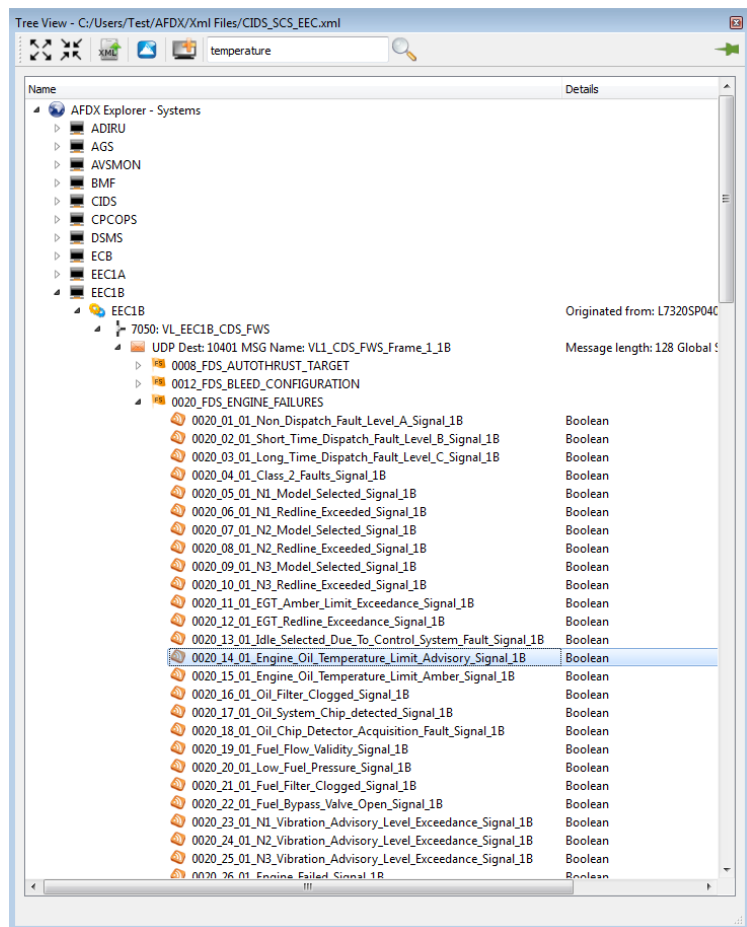 Tree View - C:/Users/Test/AFDX/Xml Files/CIDS_SCS_EEC.xml
XML
temperature
Name Details
AFDX Explorer - Systems
ADIRU
AGS
AVSMON
BMF
CIDS
CPCOPS
DSMS
ECB
EEC1A
EEC1B
EEC1B Originated from: L7320SP040
7050: VL_EEC1B_CDS_FWS
UDP Dest: 10401 MSG Name: VL1_CDS_FWS_Frame_1_1B Message length: 128 Global S
FS 0008_FDS_AUTOTHRUST_TARGET
FS 0012_FDS_BLEED_CONFIGURATION
FS 0020_FDS_ENGINE_FAILURES
0020_01_01_Non_Dispatch_Fault_Level_A_Signal_1B Boolean
0020_02_01_Short_Time_Dispatch_Fault_Level_B_Signal_1B Boolean
0020_03_01_Long_Time_Dispatch_Fault_Level_C_Signal_1B Boolean
0020_04_01_Class_2_Faults_Signal_1B Boolean
0020_05_01_N1_Model_Selected_Signal_1B Boolean
0020_06_01_N1_Redline_Exceeded_Signal_1B Boolean
0020_07_01_N2_Model_Selected_Signal_1B Boolean
0020_08_01_N2_Redline_Exceeded_Signal_1B Boolean
0020_09_01_N3_Model_Selected_Signal_1B Boolean
0020_10_01_N3_Redline_Exceeded_Signal_1B Boolean
0020_11_01_EGT_Amber_Limit_Exceedance_Signal_1B Boolean
0020_12_01_EGT_Redline_Exceedance_Signal_1B Boolean
0020_13_01_Idle_Selected_Due_To_Control_System_Fault_Signal_1B Boolean
0020_14_01_Engine_Oil_Temperature_Limit_Advisory_Signal_1B Boolean
0020_15_01_Engine_Oil_Temperature_Limit_Amber_Signal_1B Boolean
0020_16_01_Oil_Filter_Clogged_Signal_1B Boolean
0020_17_01_Oil_System_Chip_detected_Signal_1B Boolean
0020_18_01_Oil_Chip_Detector_Acquisition_Fault_Signal_1B Boolean
0020_19_01_Fuel_Flow_Validity_Signal_1B Boolean
0020_20_01_Low_Fuel_Pressure_Signal_1B Boolean
0020_21_01_Fuel_Filter_Clogged_Signal_1B Boolean
0020_22_01_Fuel_Bypass_Valve_Open_Signal_1B Boolean
0020_23_01_N1_Vibration_Advisory_Level_Exceedance_Signal_1B Boolean
0020_24_01_N2_Vibration_Advisory_Level_Exceedance_Signal_1B Boolean
0020_25_01_N3_Vibration_Advisory_Level_Exceedance_Signal_1B Boolean
0020_26_01_Engine_Failed_Signal_1B Boolean